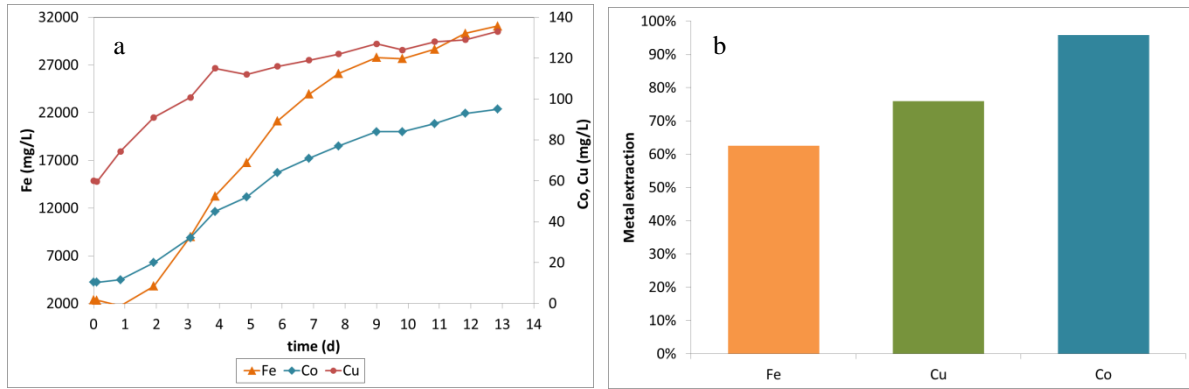 a
32000
27000
22000
17000
12000
7000
2000
Fe (mg/L)
140
120
100
80
60
40
20
0
Co, Cu (mg/L)
0 1 2 3 4 5 6 7 8 9 10 11 12 13 14
time (d)
Fe Co Cu
b
100%
90%
80%
70%
60%
50%
40%
30%
20%
10%
0%
Metal extraction
Fe Cu Co